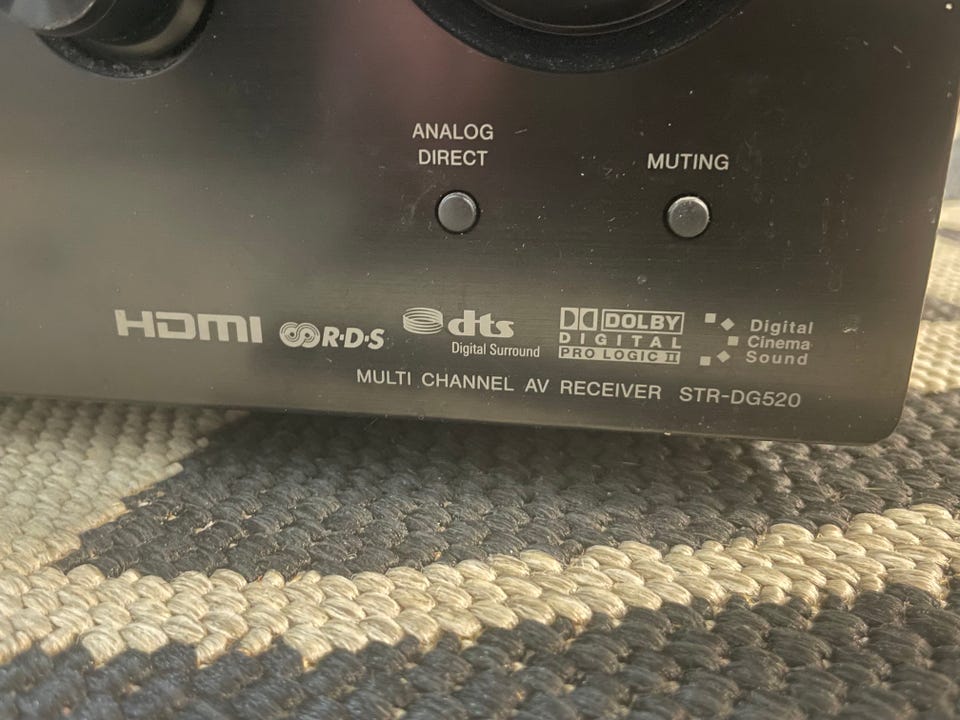 ANALOG
DIRECT
MUTING
HDMI
R·D·S
dts
Digital Surround
DOLBY
DIGITAL
PRO LOGIC II
Digital
Cinema
Sound
MULTI CHANNEL AV RECEIVER STR-DG520